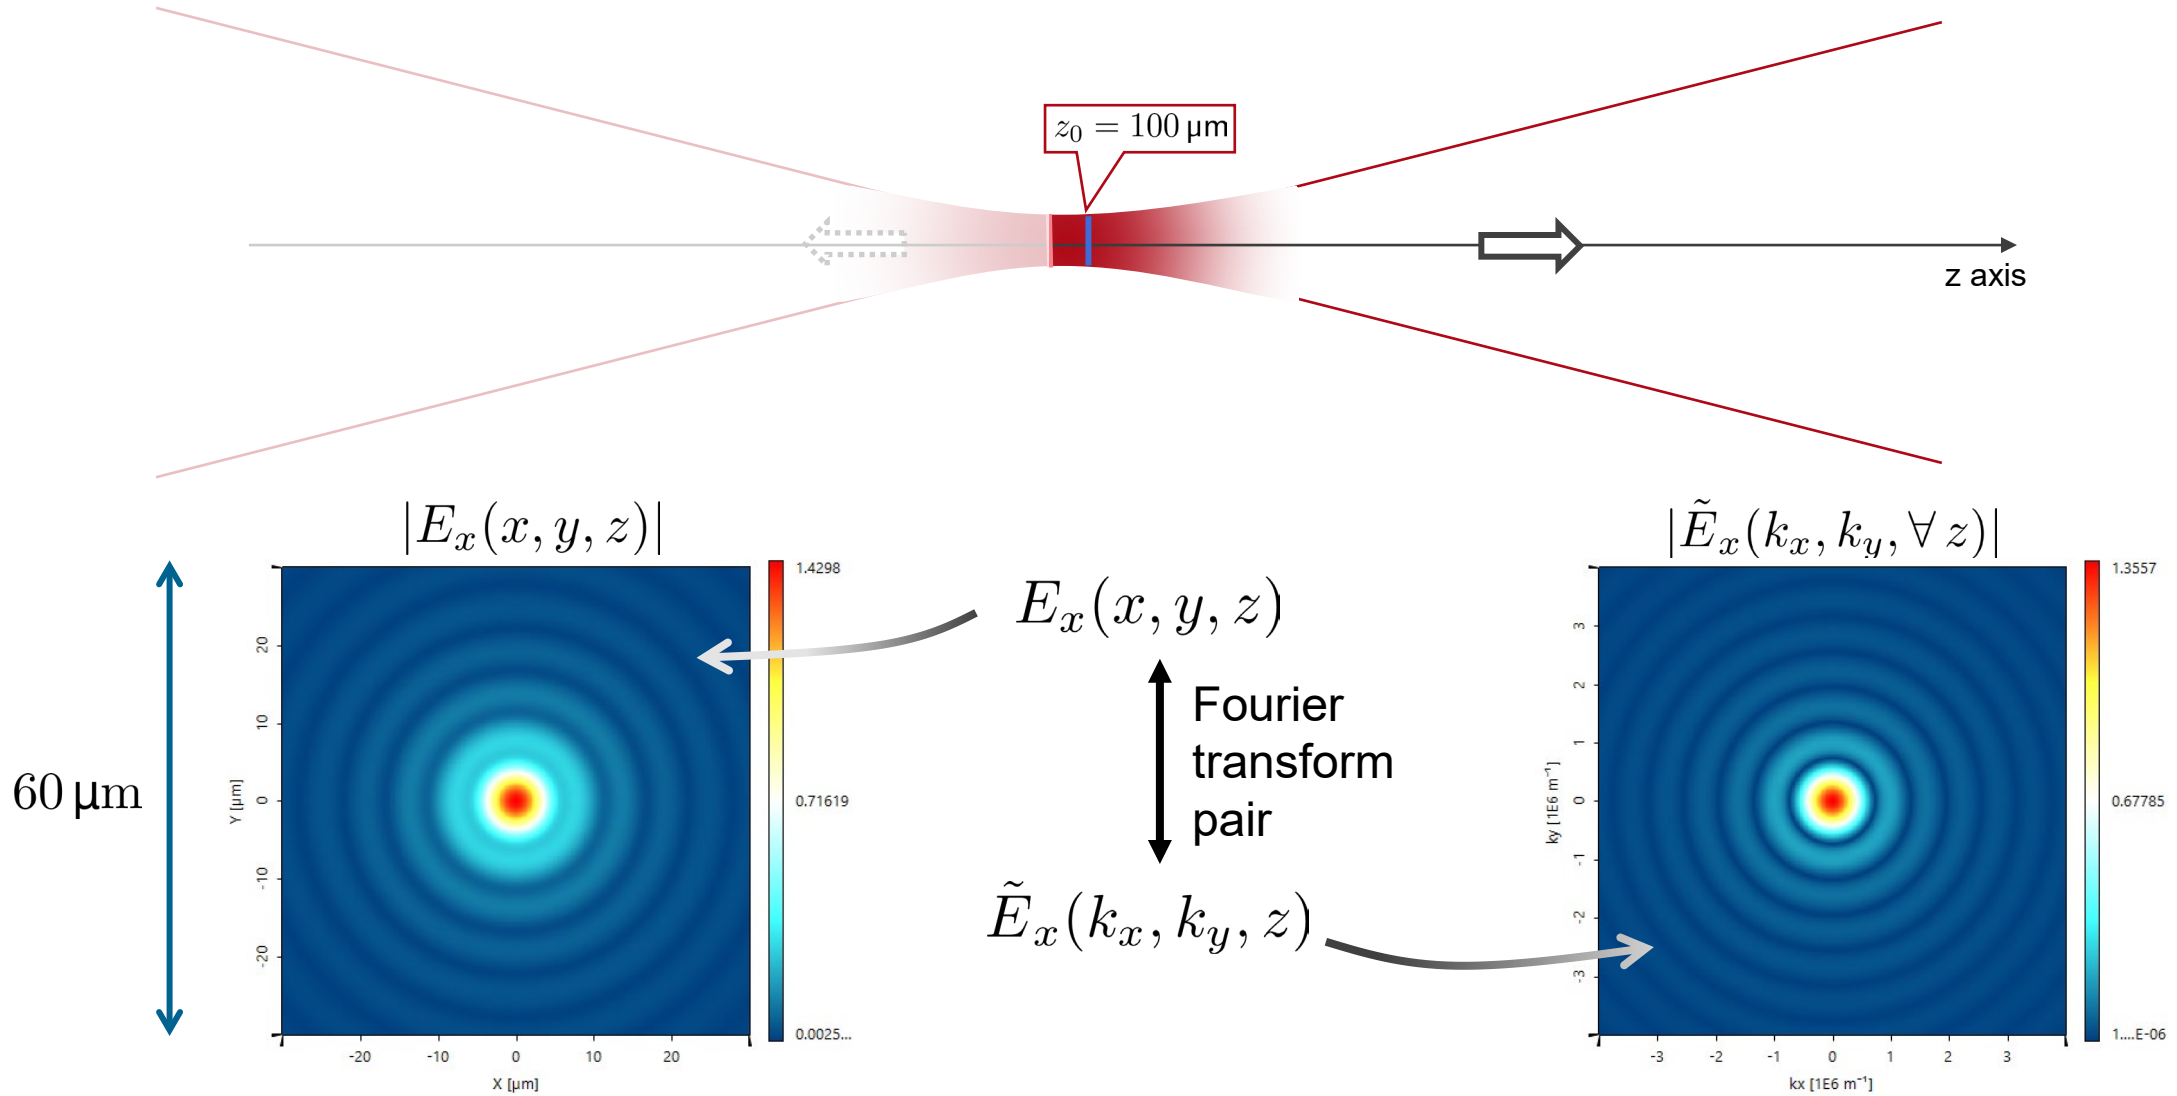 z₀ = 100 µm
z axis
|Eₓ(x, y, z)|
|Ẽₓ(kₓ, k_y, ∀ z)|
60 µm
1.4298
0.71619
0.0025...
20
10
0
-10
-20
Y [µm]
-20
-10
0
10
20
X [µm]
Eₓ(x, y, z)
Fourier
transform
pair
Ẽₓ(kₓ, k_y, z)
1.3557
0.67785
1....E-06
3
2
1
0
-1
-2
-3
ky [1E6 m⁻¹]
-3
-2
-1
0
1
2
3
kx [1E6 m⁻¹]